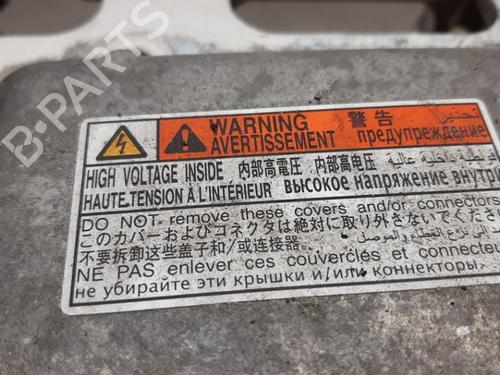 B-PARTS
WARNING 警告 تحذير
AVERTISSEMENT предупреждение
HIGH VOLTAGE INSIDE 内部高電圧 内部高电压 داخلية عالية
HAUTE TENSION À L'INTÉRIEUR высокое напряжение внутри
DO NOT remove these covers and/or connectors
このカバーおよびコネクタは絶対に取り外さないでくださ
不要拆卸这些盖子和/或连接器.
NE PAS enlever ces couvercles et connecte
не убирайте эти крышки и/или коннекторы.